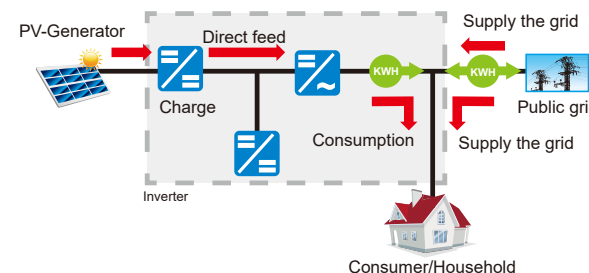 Supply the grid
PV-Generator
Direct feed
KWH
KWH
Charge
Public gri
Consumption
Supply the grid
Inverter
Consumer/Household